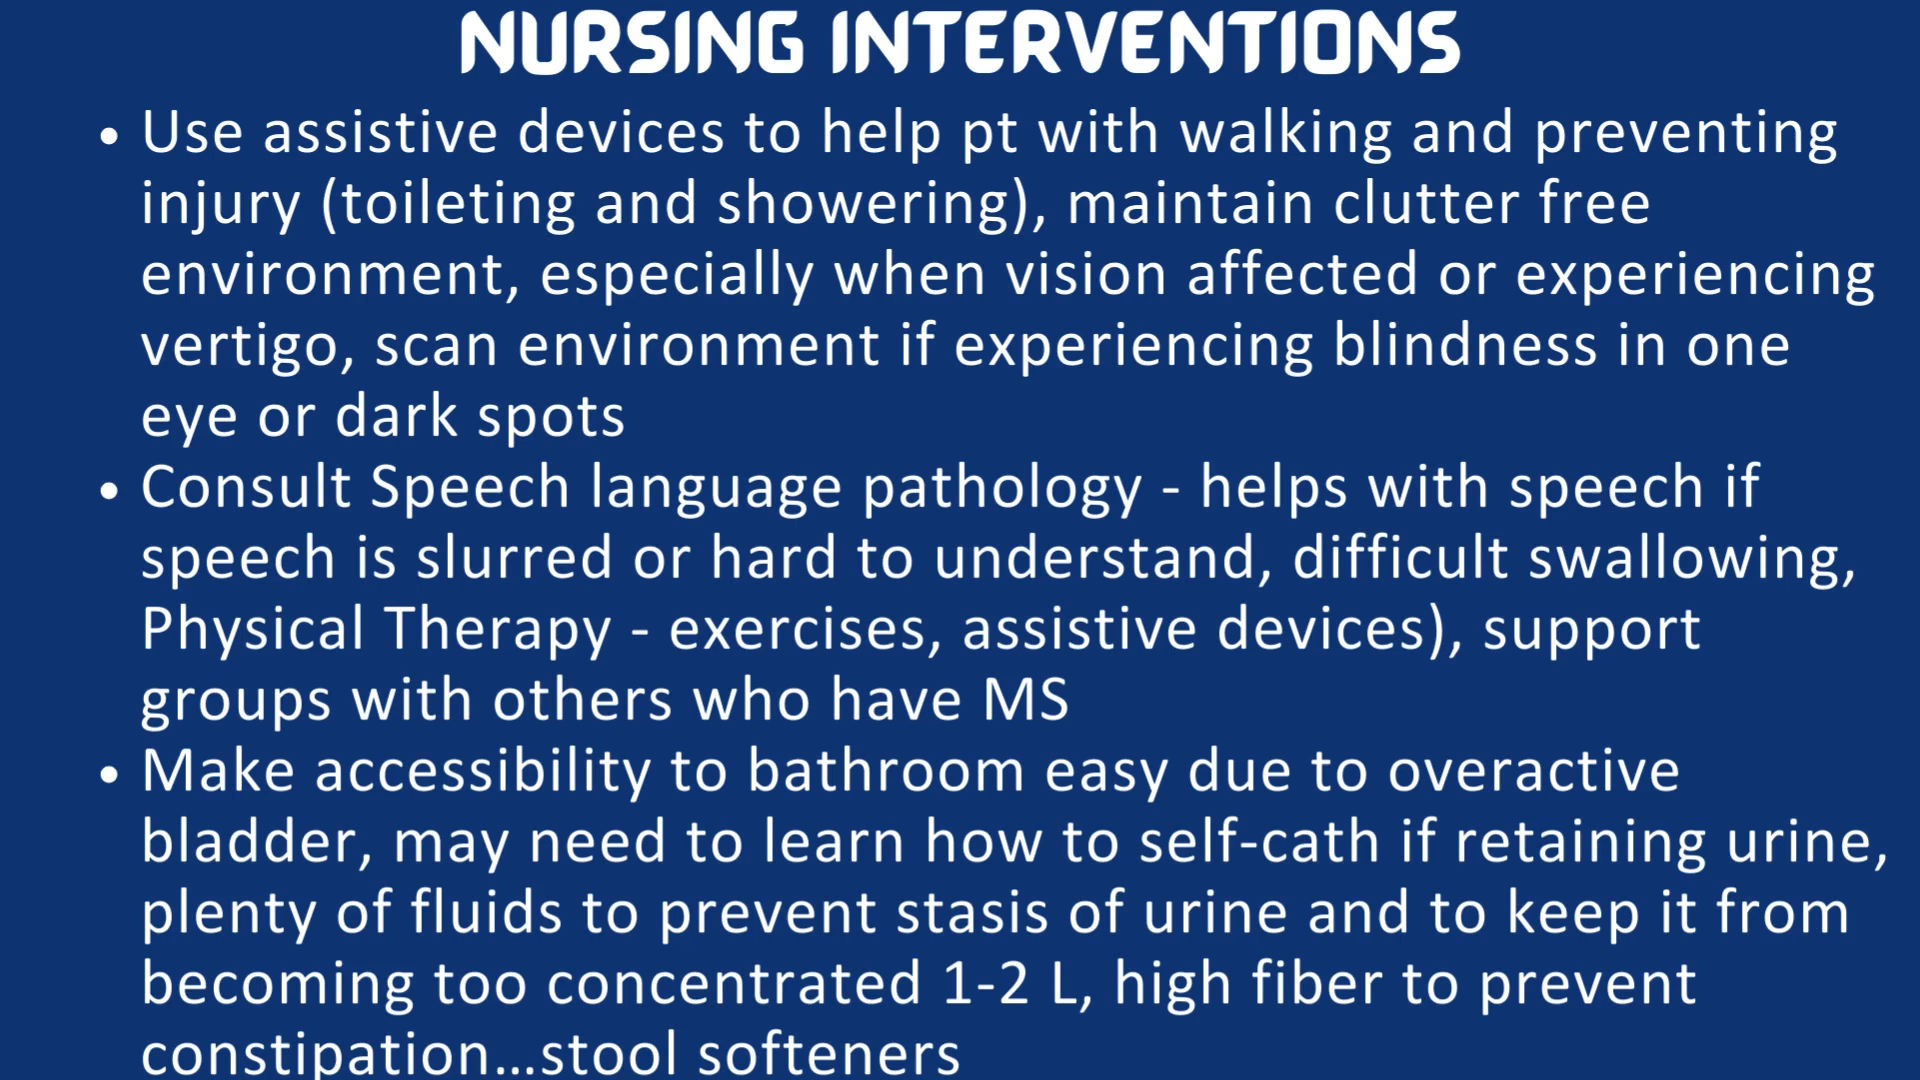 NURSING INTERVENTIONS
• Use assistive devices to help pt with walking and preventing
injury (toileting and showering), maintain clutter free
environment, especially when vision affected or experiencing
vertigo, scan environment if experiencing blindness in one
eye or dark spots
• Consult Speech language pathology - helps with speech if
speech is slurred or hard to understand, difficult swallowing,
Physical Therapy - exercises, assistive devices), support
groups with others who have MS
• Make accessibility to bathroom easy due to overactive
bladder, may need to learn how to self-cath if retaining urine,
plenty of fluids to prevent stasis of urine and to keep it from
becoming too concentrated 1-2 L, high fiber to prevent
constipation...stool softeners